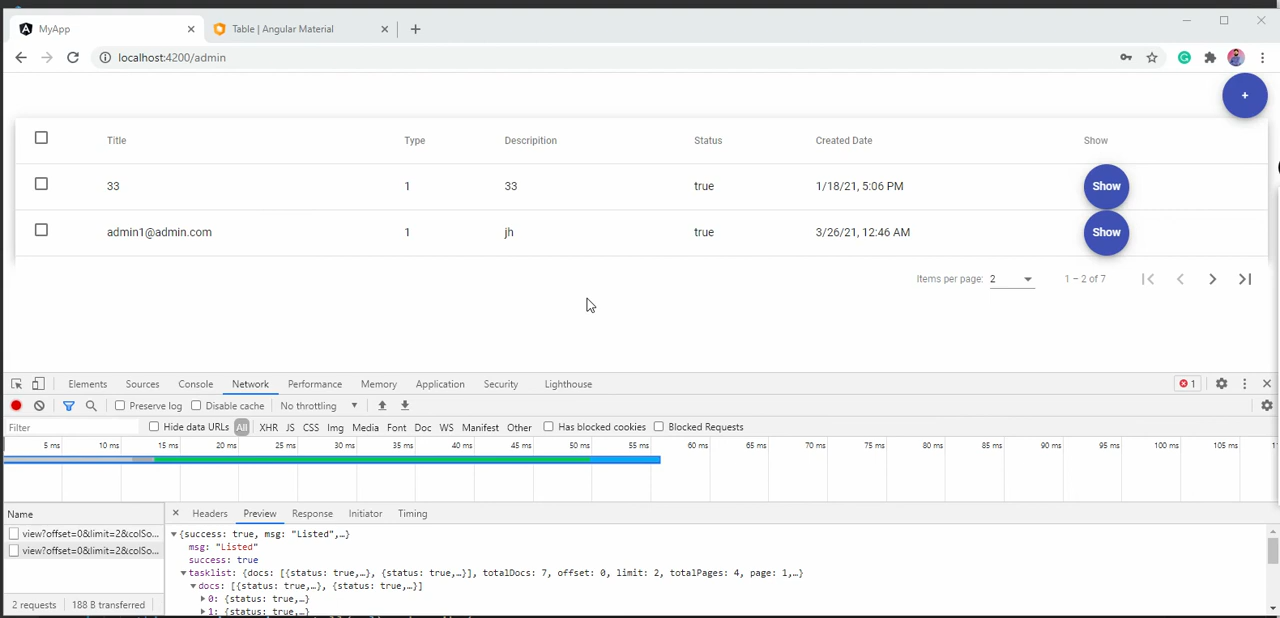 MyApp
Table | Angular Material
localhost:4200/admin
+
Title Type Descripition Status Created Date Show
33 1 33 true 1/18/21, 5:06 PM Show
admin1@admin.com 1 jh true 3/26/21, 12:46 AM Show
Items per page: 2 1 – 2 of 7
Elements Sources Console Network Performance Memory Application Security Lighthouse 1
Preserve log Disable cache No throttling
Filter Hide data URLs All XHR JS CSS Img Media Font Doc WS Manifest Other Has blocked cookies Blocked Requests
5 ms 10 ms 15 ms 20 ms 25 ms 30 ms 35 ms 40 ms 45 ms 50 ms 55 ms 60 ms 65 ms 70 ms 75 ms 80 ms 85 ms 90 ms 95 ms 100 ms 105 ms
Name Headers Preview Response Initiator Timing
view?offset=0&limit=2&colSo...
view?offset=0&limit=2&colSo...
{success: true, msg: "Listed",…}
msg: "Listed"
success: true
tasklist: {docs: [{status: true,…}, {status: true,…}], totalDocs: 7, offset: 0, limit: 2, totalPages: 4, page: 1,…}
docs: [{status: true,…}, {status: true,…}]
0: {status: true,…}
1: {status: true,…}
2 requests 188 B transferred